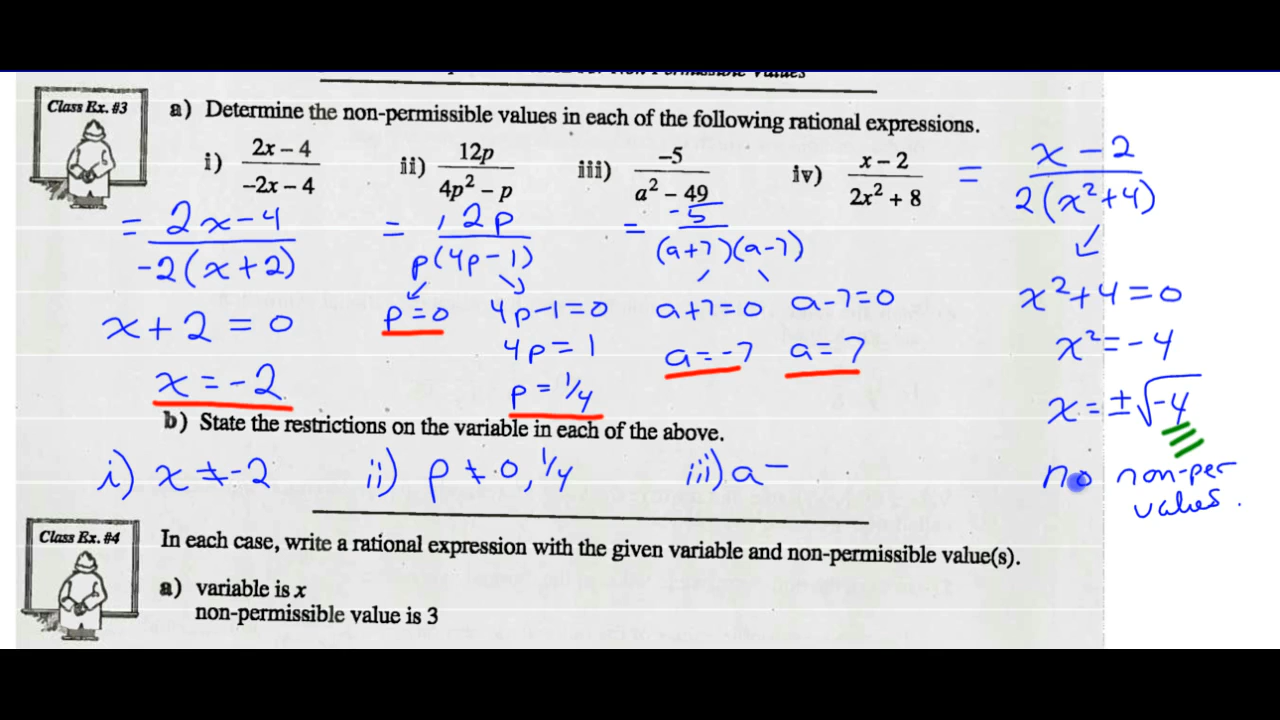 Class Ex. #3
a) Determine the non-permissible values in each of the following rational expressions.
i) (2x − 4)/(−2x − 4) ii) 12p/(4p² − p) iii) −5/(a² − 49) iv) (x − 2)/(2x² + 8) = (x − 2)/(2(x² + 4))
= (2x − 4)/(−2(x + 2)) = 12p/(p(4p − 1)) = −5/((a + 7)(a − 7))
x + 2 = 0 p = 0 4p − 1 = 0 a + 7 = 0 a − 7 = 0 x² + 4 = 0
4p = 1 a = −7 a = 7 x² = −4
x = −2 p = 1/4 x = ±√−4
b) State the restrictions on the variable in each of the above.
i) x ≠ −2 ii) p ≠ 0, 1/4 iii) a − no non-per
values.
Class Ex. #4
In each case, write a rational expression with the given variable and non-permissible value(s).
a) variable is x
non-permissible value is 3